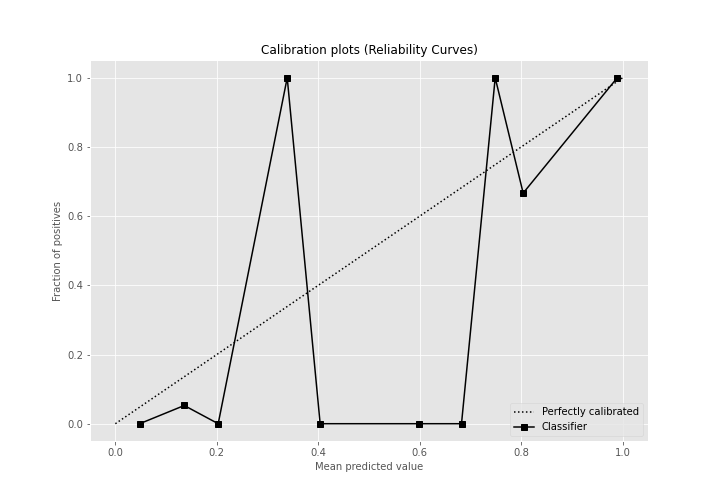 Calibration plots (Reliability Curves)
1.0
0.8
0.6
0.4
0.2
0.0
Fraction of positives
0.0 0.2 0.4 0.6 0.8 1.0
Mean predicted value
Perfectly calibrated
Classifier